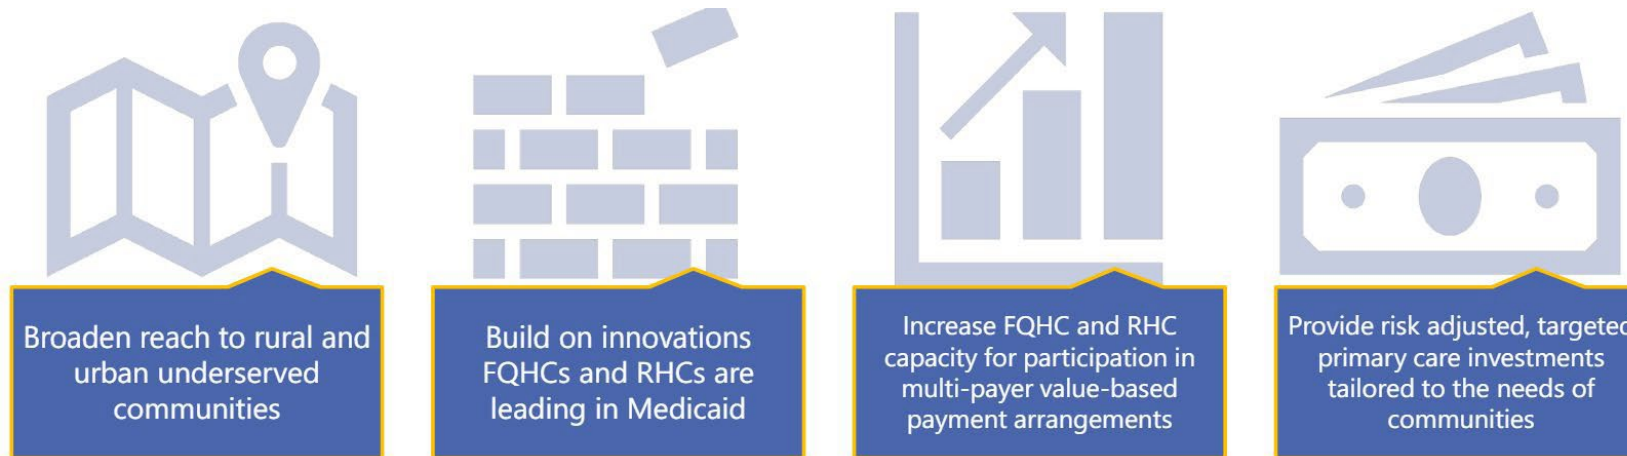 Broaden reach to rural and
urban underserved
communities
Build on innovations
FQHCs and RHCs are
leading in Medicaid
Increase FQHC and RHC
capacity for participation in
multi-payer value-based
payment arrangements
Provide risk adjusted, targeted
primary care investments
tailored to the needs of
communities